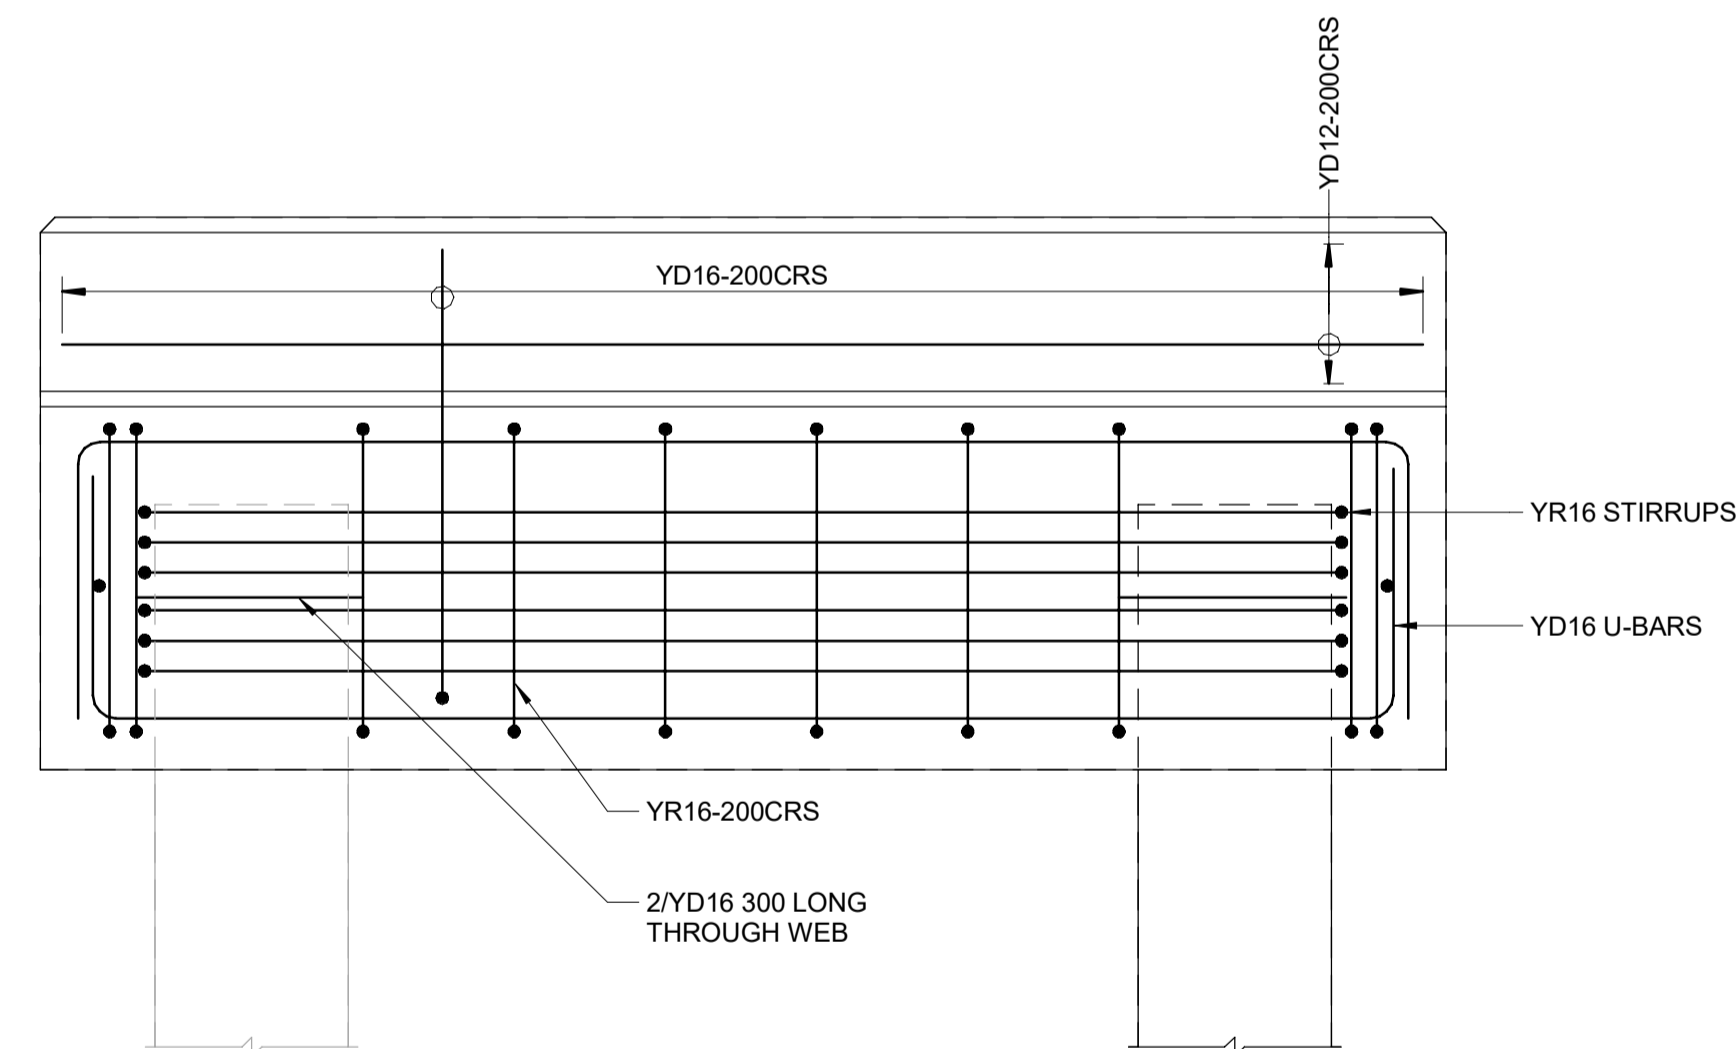 YD12-200CRS
YD16-200CRS
YR16 STIRRUPS
YD16 U-BARS
YR16-200CRS
2/YD16 300 LONG
THROUGH WEB